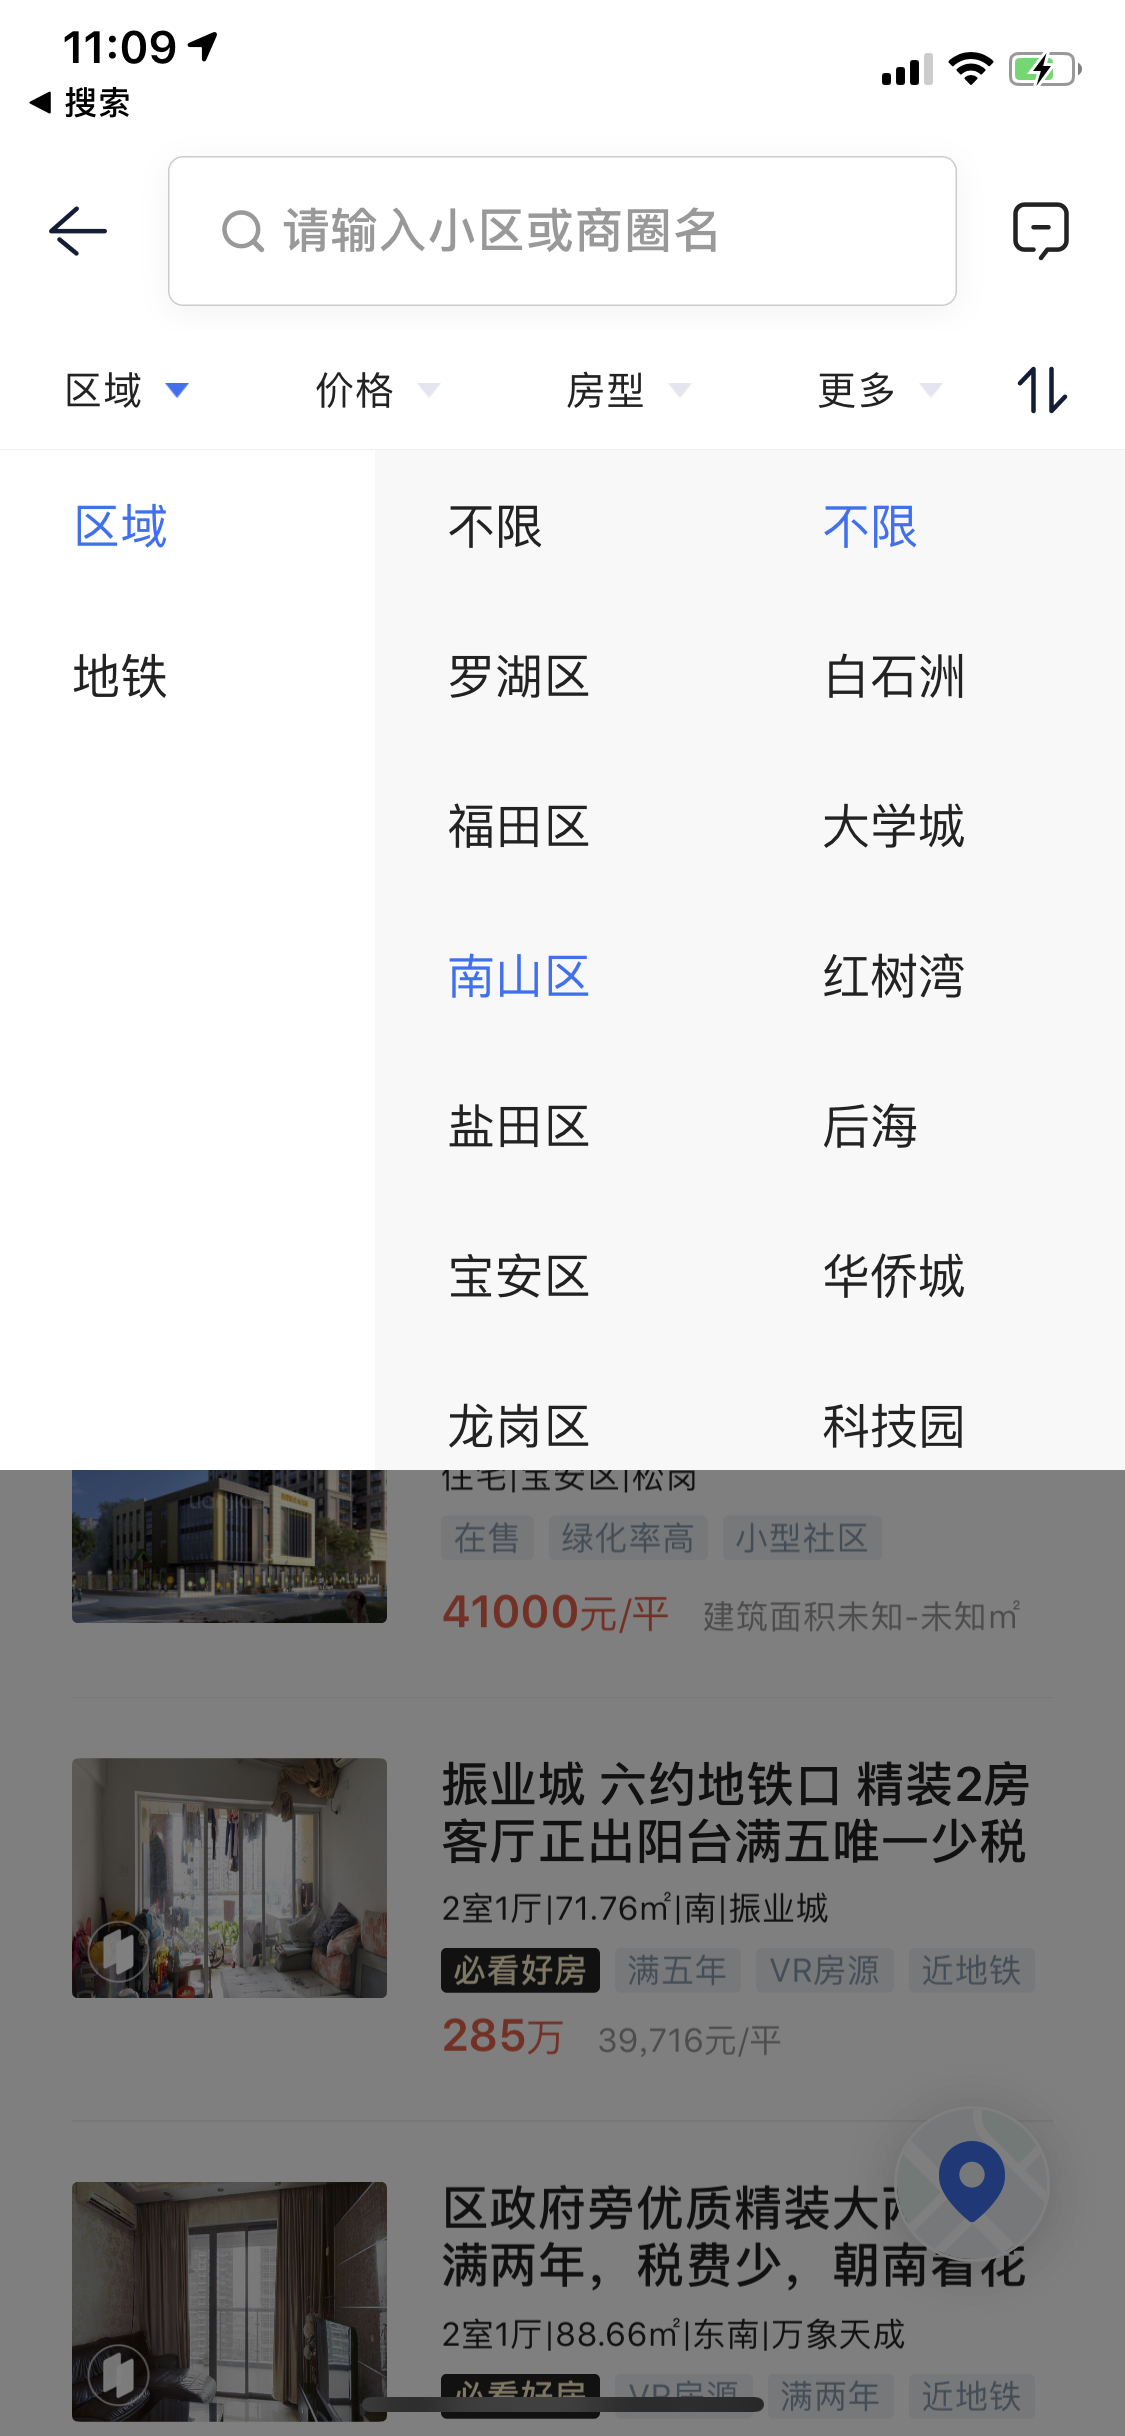 11:09
搜索
请输入小区或商圈名
区域 价格 房型 更多
区域 不限 不限
地铁 罗湖区 白石洲
福田区 大学城
南山区 红树湾
盐田区 后海
宝安区 华侨城
龙岗区 科技园
住宅|宝安区|松岗
在售 绿化率高 小型社区
41000元/平 建筑面积未知-未知㎡
振业城 六约地铁口 精装2房
客厅正出阳台满五唯一少税
2室1厅|71.76㎡|南|振业城
必看好房 满五年 VR房源 近地铁
285万 39,716元/平
区政府旁优质精装大
满两年，税费少，朝南看花
2室1厅|88.66㎡|东南|万象天成
必看好房 VR房源 满两年 近地铁